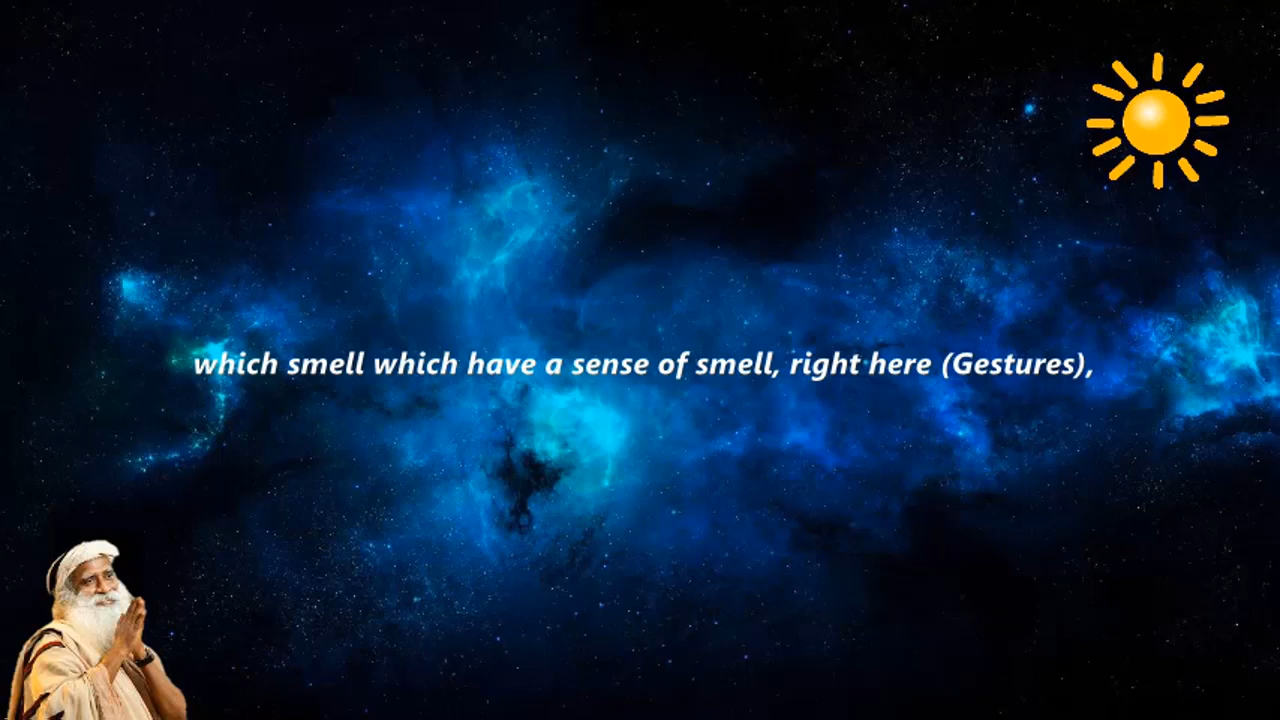 which smell which have a sense of smell, right here (Gestures),